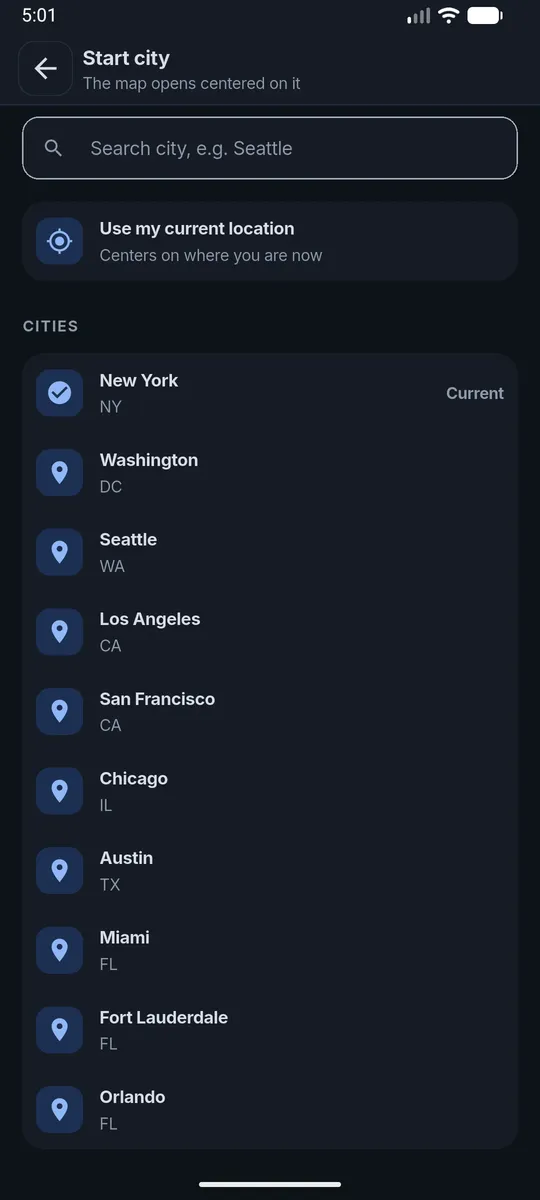 5:01
Start city
The map opens centered on it
Search city, e.g. Seattle
Use my current location
Centers on where you are now
CITIES
New York
NY
Current
Washington
DC
Seattle
WA
Los Angeles
CA
San Francisco
CA
Chicago
IL
Austin
TX
Miami
FL
Fort Lauderdale
FL
Orlando
FL